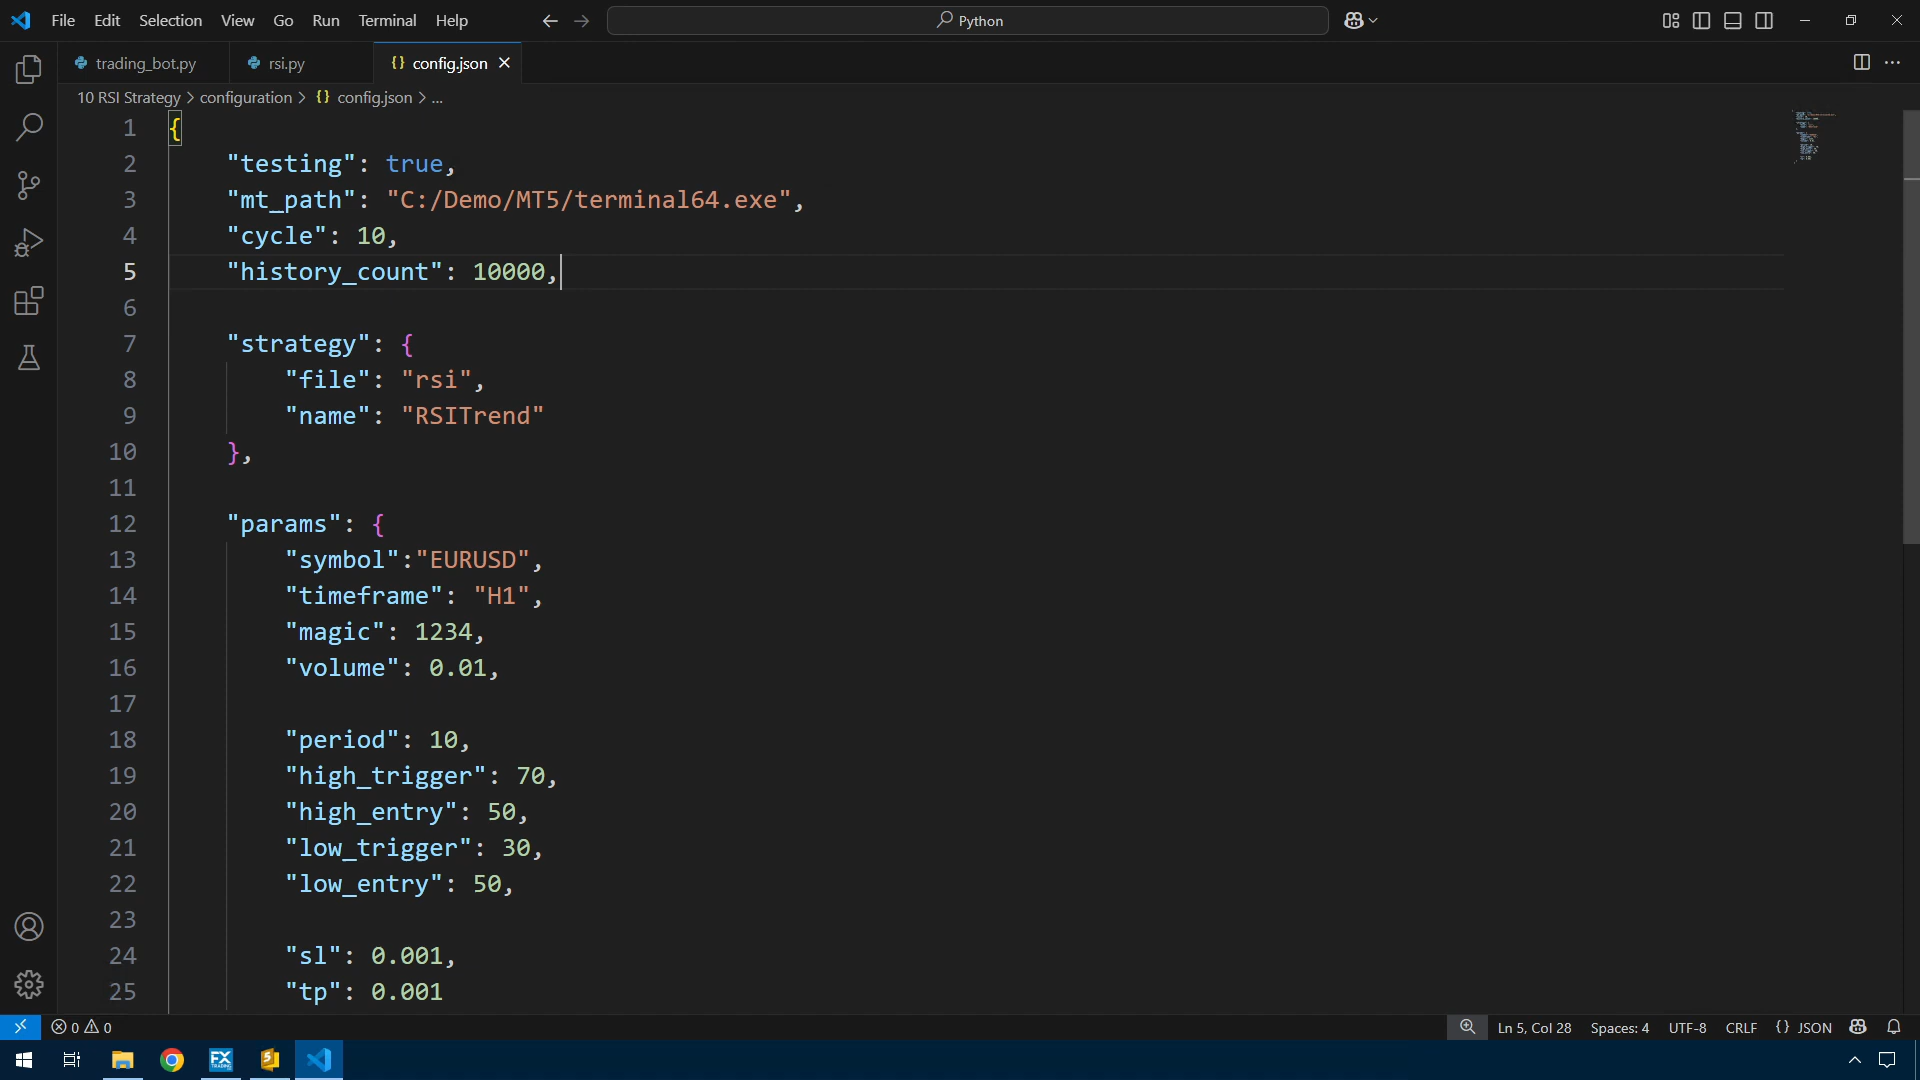 File Edit Selection View Go Run Terminal Help
Python
trading_bot.py
rsi.py
{} config.json
10 RSI Strategy > configuration > {} config.json > ...
1 {
2 "testing": true,
3 "mt_path": "C:/Demo/MT5/terminal64.exe",
4 "cycle": 10,
5 "history_count": 10000,
6
7 "strategy": {
8 "file": "rsi",
9 "name": "RSITrend"
10 },
11
12 "params": {
13 "symbol":"EURUSD",
14 "timeframe": "H1",
15 "magic": 1234,
16 "volume": 0.01,
17
18 "period": 10,
19 "high_trigger": 70,
20 "high_entry": 50,
21 "low_trigger": 30,
22 "low_entry": 50,
23
24 "sl": 0.001,
25 "tp": 0.001
0 0
Ln 5, Col 28 Spaces: 4 UTF-8 CRLF {} JSON
FX
TRADING
5